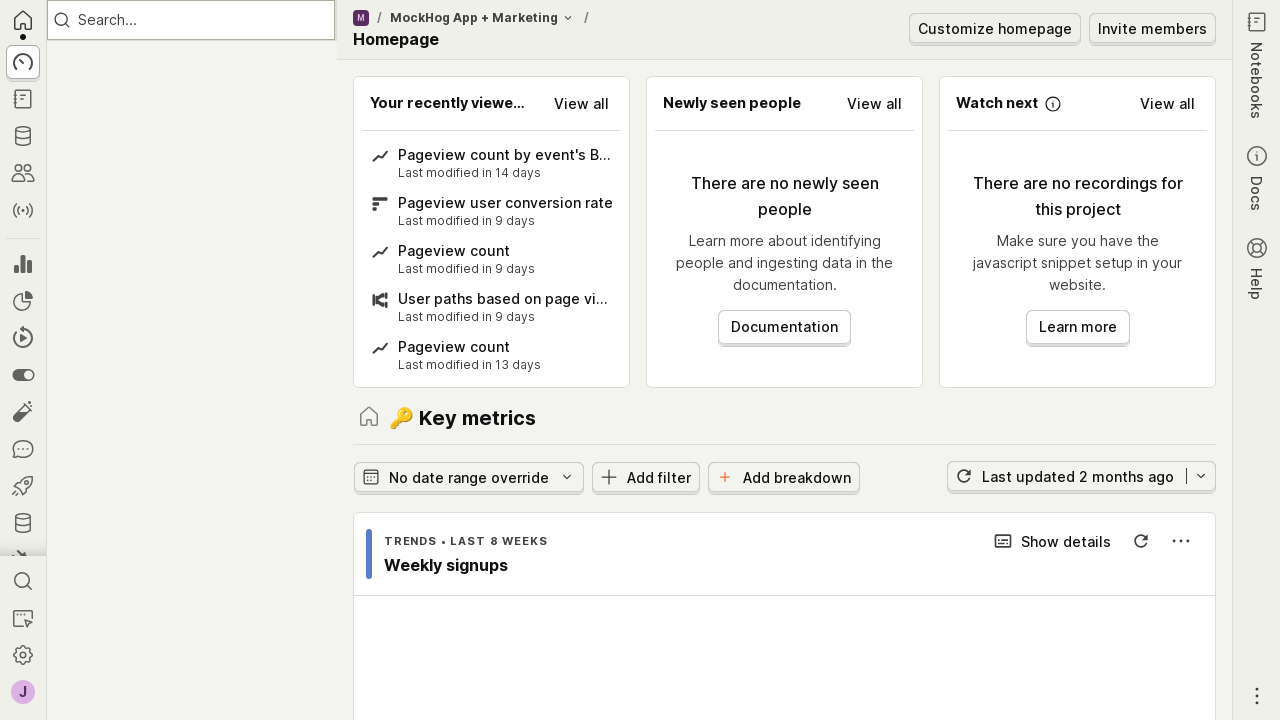 Search...
M / MockHog App + Marketing /
Homepage
Customize homepage
Invite members
Your recently viewe...
View all
Pageview count by event's B...
Last modified in 14 days
Pageview user conversion rate
Last modified in 9 days
Pageview count
Last modified in 9 days
User paths based on page vi...
Last modified in 9 days
Pageview count
Last modified in 13 days
Newly seen people
View all
There are no newly seen
people
Learn more about identifying
people and ingesting data in the
documentation.
Documentation
Watch next
View all
There are no recordings for
this project
Make sure you have the
javascript snippet setup in your
website.
Learn more
🔑 Key metrics
No date range override
Add filter
Add breakdown
Last updated 2 months ago
TRENDS • LAST 8 WEEKS
Weekly signups
Show details
J
Notebooks
Docs
Help